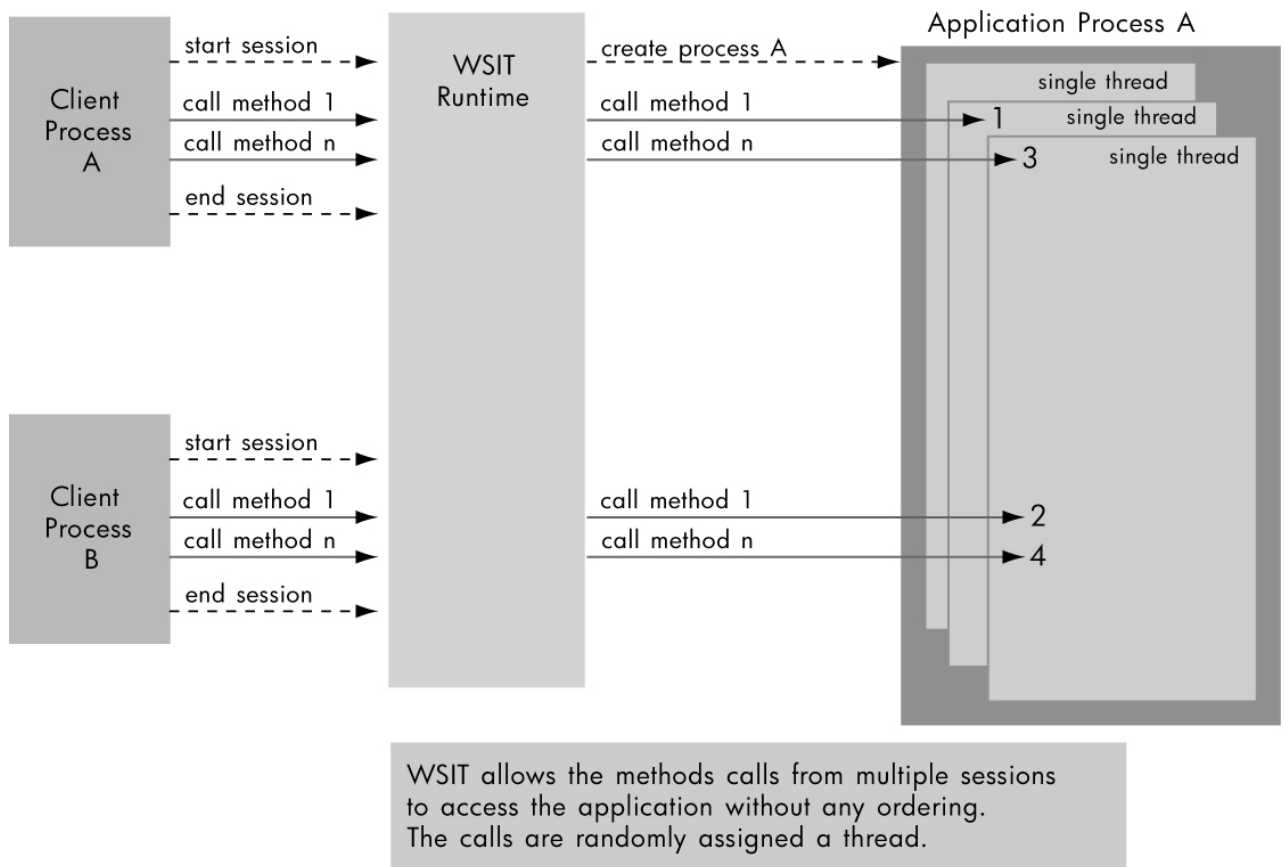 Application Process A
start session
create process A
WSIT
Runtime
single thread
Client
Process
A
call method 1
call method 1
1
single thread
call method n
call method n
3
single thread
end session
start session
Client
Process
B
call method 1
call method 1
2
call method n
call method n
4
end session
WSIT allows the methods calls from multiple sessions
to access the application without any ordering.
The calls are randomly assigned a thread.